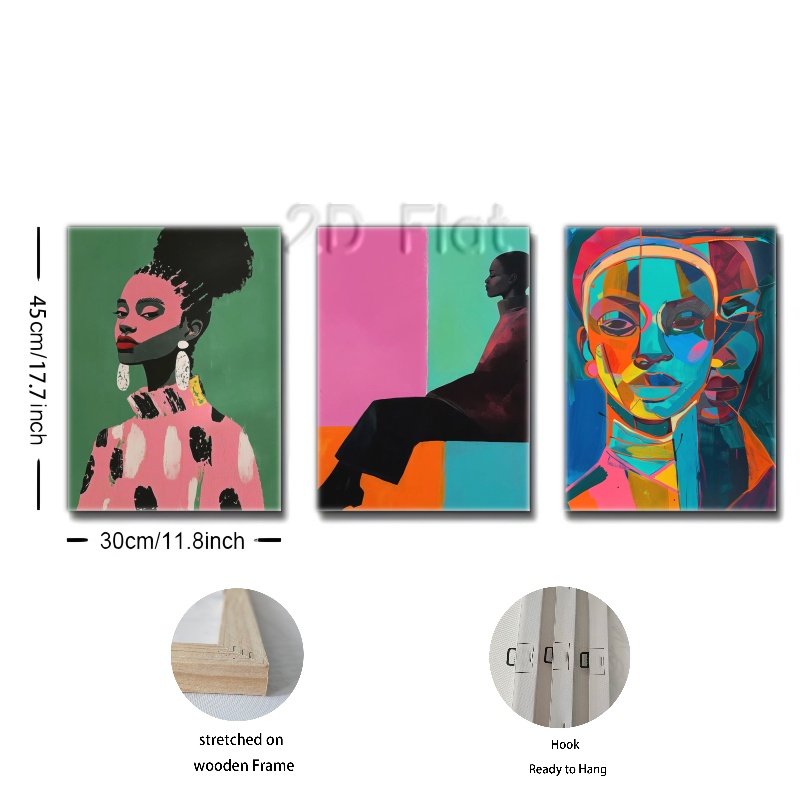 2D Flat
45cm/17.7inch
30cm/11.8inch
stretched on
wooden Frame
Hook
Ready to Hang